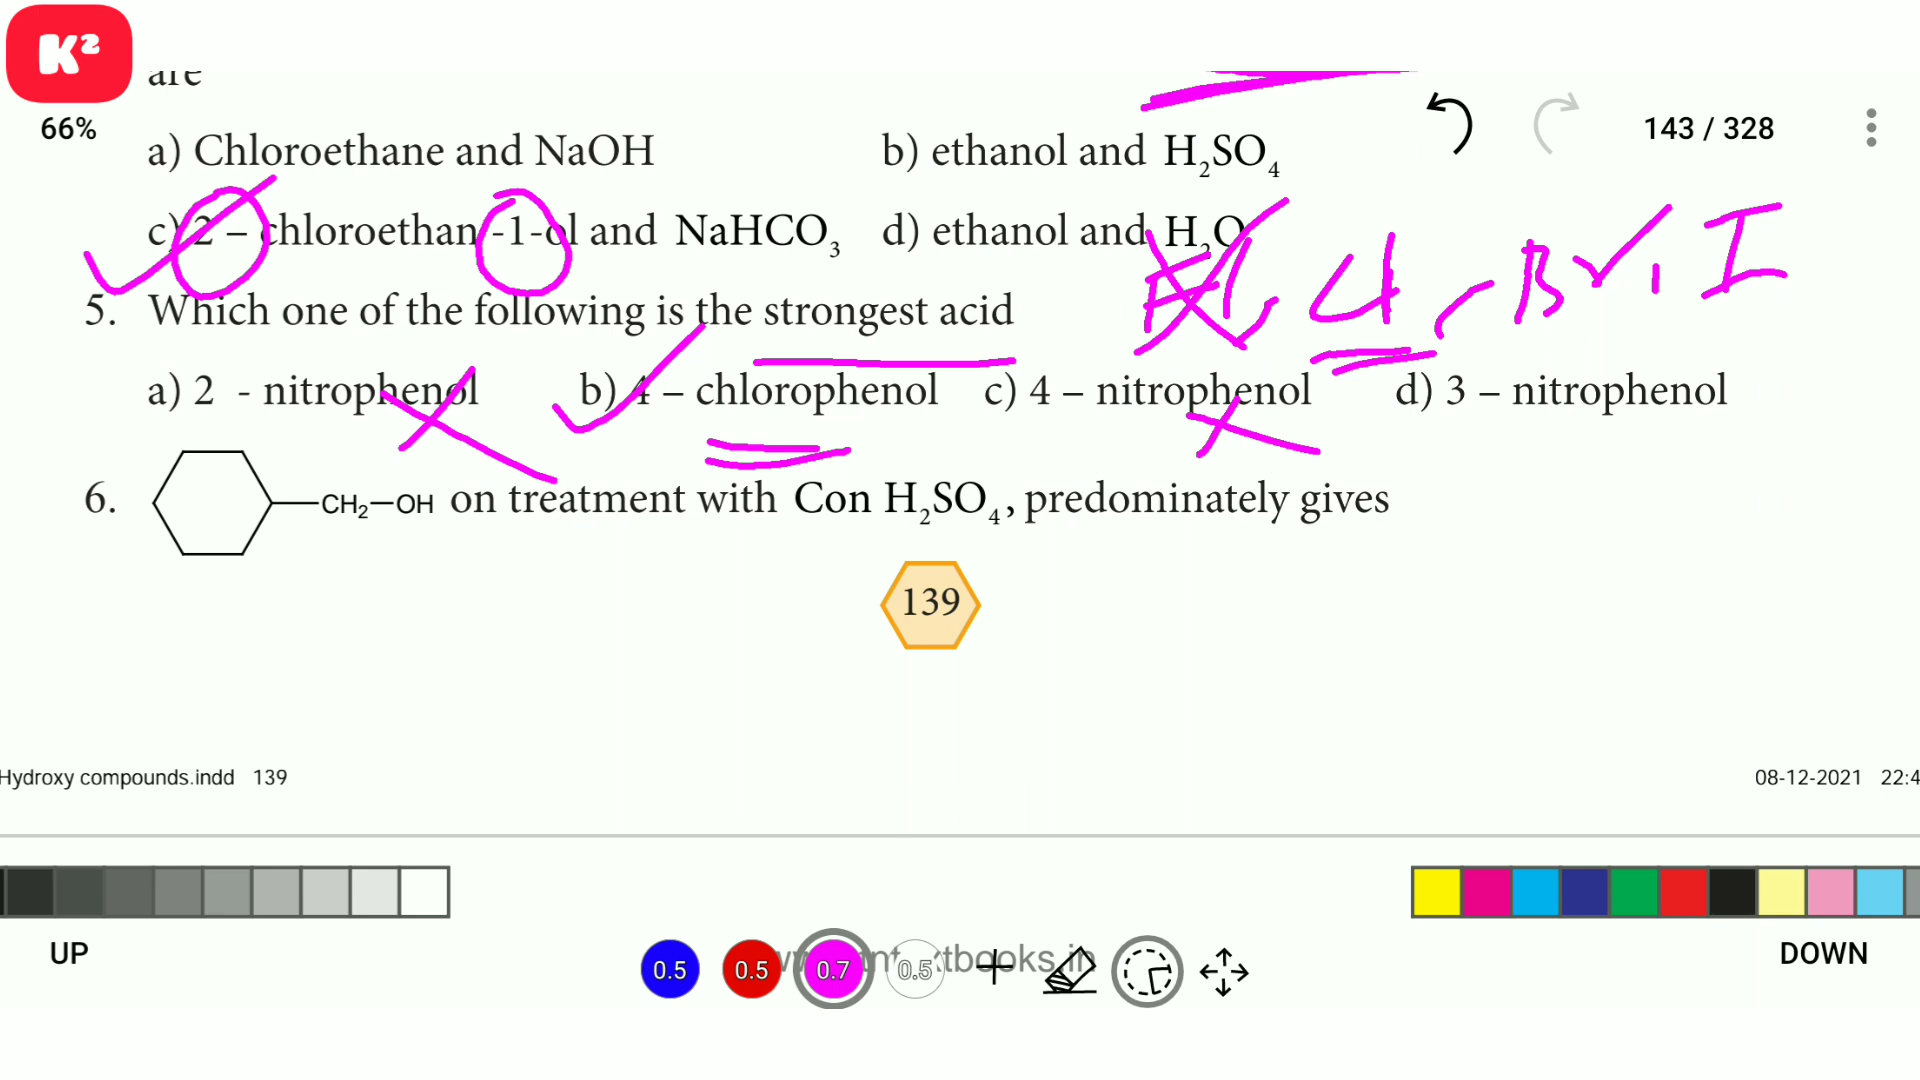 K²
are
66%
143 / 328
a) Chloroethane and NaOH b) ethanol and H₂SO₄
c) 2 – chloroethan -1-ol and NaHCO₃ d) ethanol and H₂O
Cl, Br, I
5. Which one of the following is the strongest acid
a) 2 - nitrophenol b) 4 – chlorophenol c) 4 – nitrophenol d) 3 – nitrophenol
6. CH₂–OH on treatment with Con H₂SO₄, predominately gives
139
Hydroxy compounds.indd 139 08-12-2021 22:4
UP DOWN
0.5 0.5 0.7 0.5